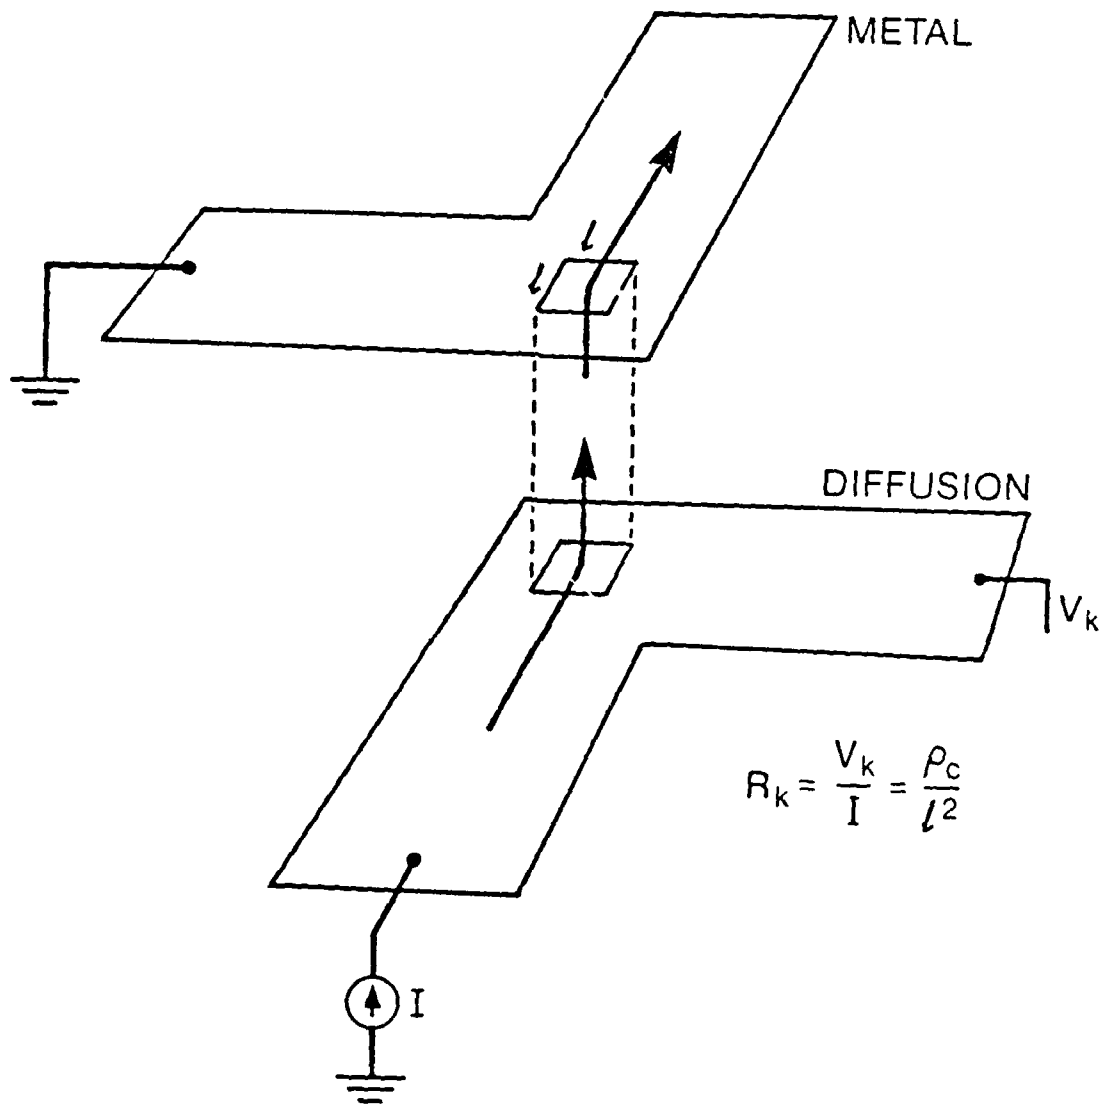 METAL
l
l
DIFFUSION
V_k
R_k = V_k / I = ρ_c / l²
I